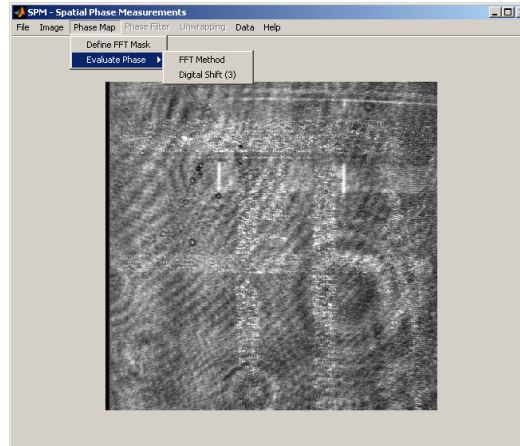 SPM - Spatial Phase Measurements
File Image Phase Map Phase Filter Unwrapping Data Help
Define FFT Mask
Evaluate Phase
FFT Method
Digital Shift (3)